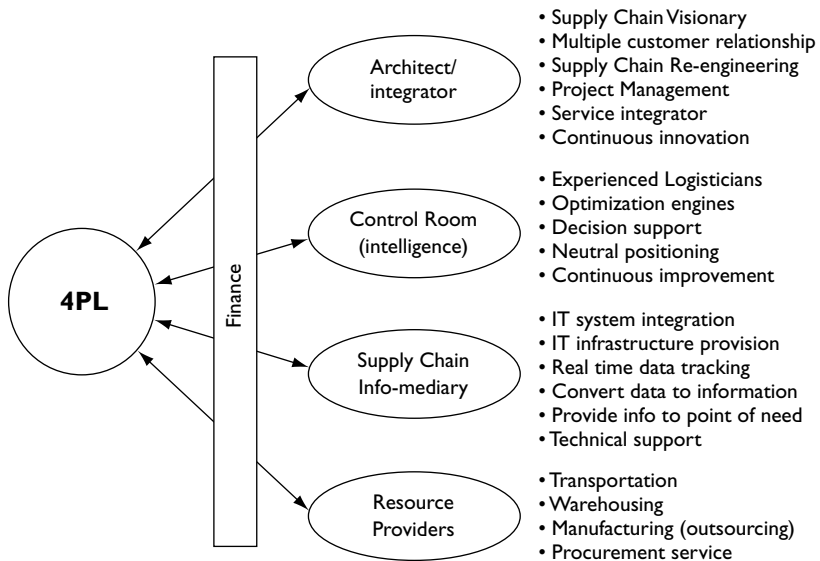 4PL
Finance
Architect/
integrator
• Supply Chain Visionary
• Multiple customer relationship
• Supply Chain Re-engineering
• Project Management
• Service integrator
• Continuous innovation
Control Room
(intelligence)
• Experienced Logisticians
• Optimization engines
• Decision support
• Neutral positioning
• Continuous improvement
Supply Chain
Info-mediary
• IT system integration
• IT infrastructure provision
• Real time data tracking
• Convert data to information
• Provide info to point of need
• Technical support
Resource
Providers
• Transportation
• Warehousing
• Manufacturing (outsourcing)
• Procurement service